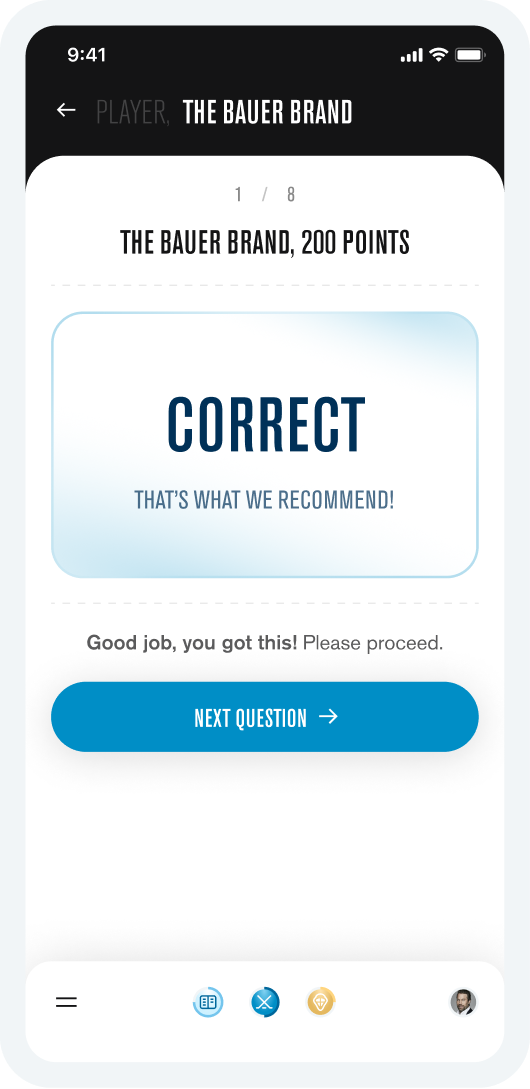 9:41
PLAYER, THE BAUER BRAND
1 / 8
THE BAUER BRAND, 200 POINTS
CORRECT
THAT'S WHAT WE RECOMMEND!
Good job, you got this! Please proceed.
NEXT QUESTION